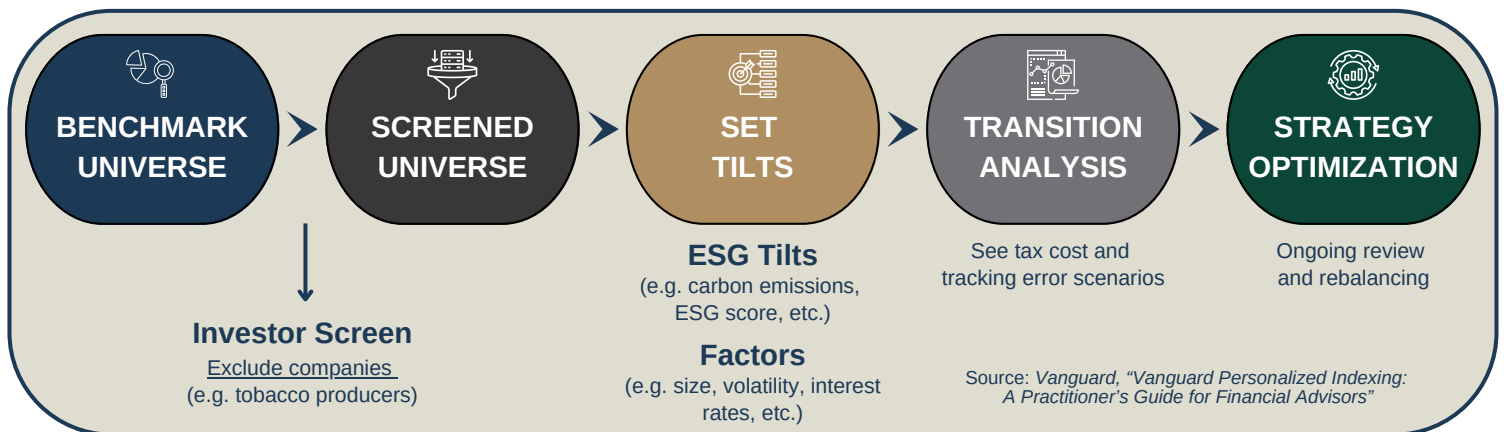 BENCHMARK
UNIVERSE
SCREENED
UNIVERSE
SET
TILTS
TRANSITION
ANALYSIS
STRATEGY
OPTIMIZATION
Investor Screen
Exclude companies
(e.g. tobacco producers)
ESG Tilts
(e.g. carbon emissions,
ESG score, etc.)
Factors
(e.g. size, volatility, interest
rates, etc.)
See tax cost and
tracking error scenarios
Ongoing review
and rebalancing
Source: Vanguard, “Vanguard Personalized Indexing:
A Practitioner’s Guide for Financial Advisors”